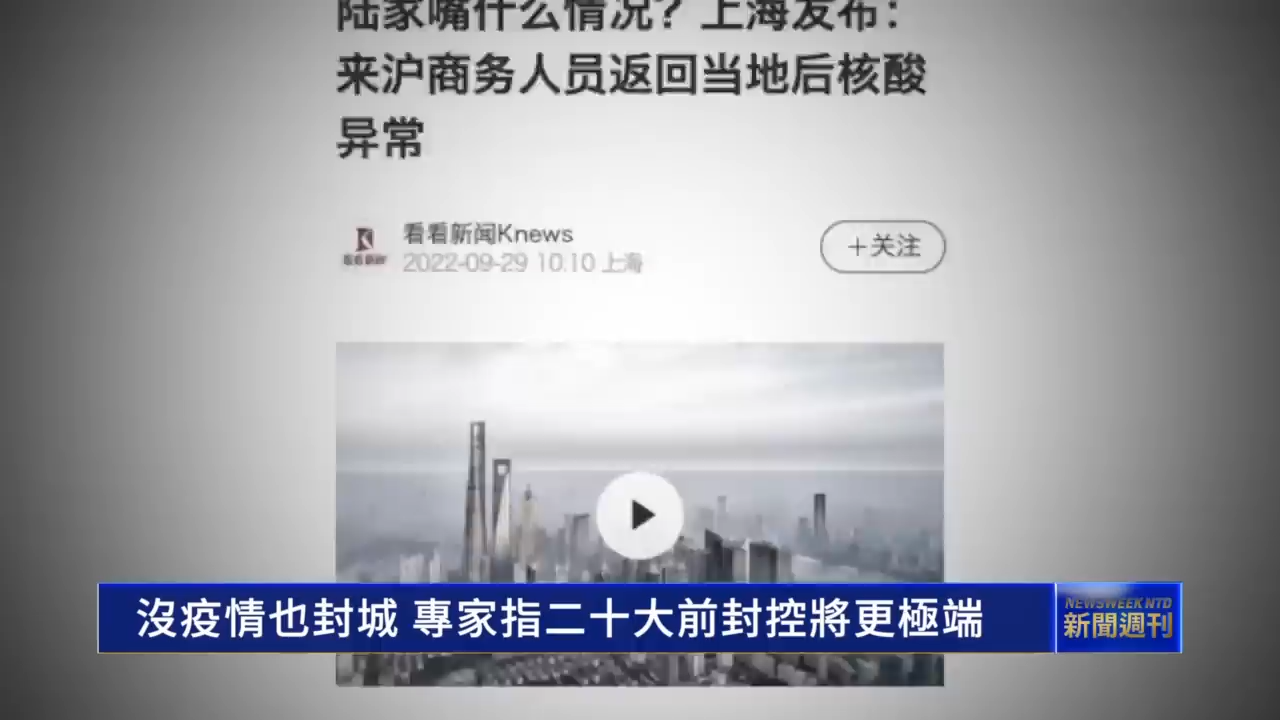 陆家嘴什么情况？上海发布：
来沪商务人员返回当地后核酸
异常
看看新闻Knews
2022-09-29 10:10 上海
+关注
沒疫情也封城 專家指二十大前封控將更極端
NEWSWEEK NTD
新聞週刊